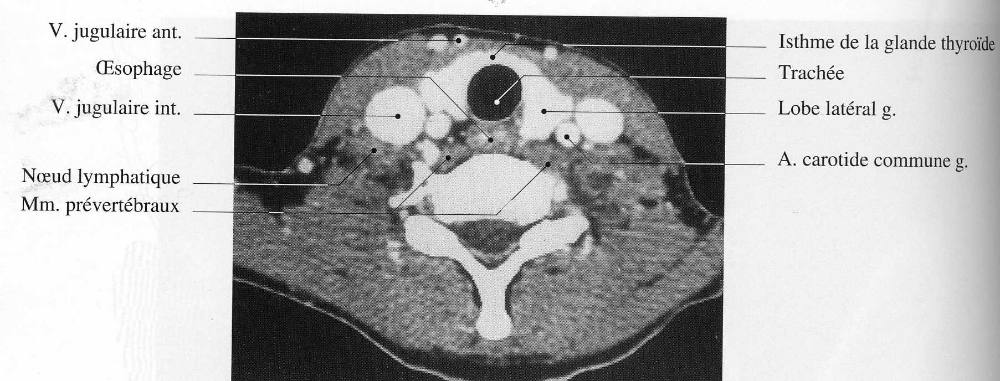 V. jugulaire ant.
Œsophage
V. jugulaire int.
Nœud lymphatique
Mm. prévertébraux
Isthme de la glande thyroïde
Trachée
Lobe latéral g.
A. carotide commune g.